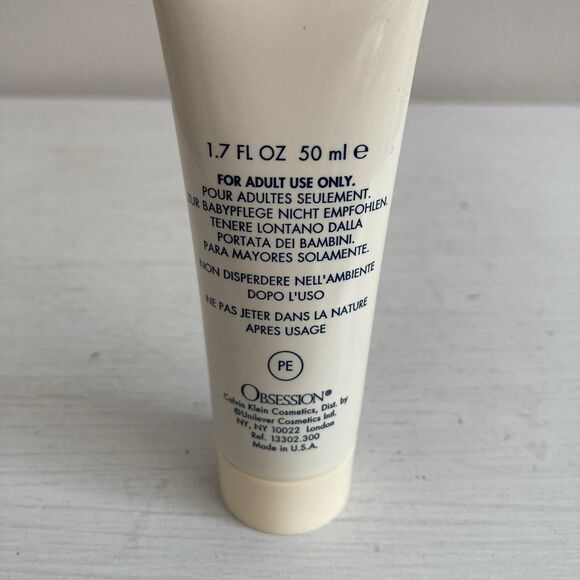 1.7 FL OZ 50 ml ℮
FOR ADULT USE ONLY.
POUR ADULTES SEULEMENT.
ZUR BABYPFLEGE NICHT EMPFOHLEN.
TENERE LONTANO DALLA
PORTATA DEI BAMBINI.
PARA MAYORES SOLAMENTE.
NON DISPERDERE NELL'AMBIENTE
DOPO L'USO
NE PAS JETER DANS LA NATURE
APRES USAGE
PE
OBSESSION®
Calvin Klein Cosmetics, Dist. by
©Unilever Cosmetics Intl.
NY, NY 10022 London
Ref. 13302.300
Made in U.S.A.